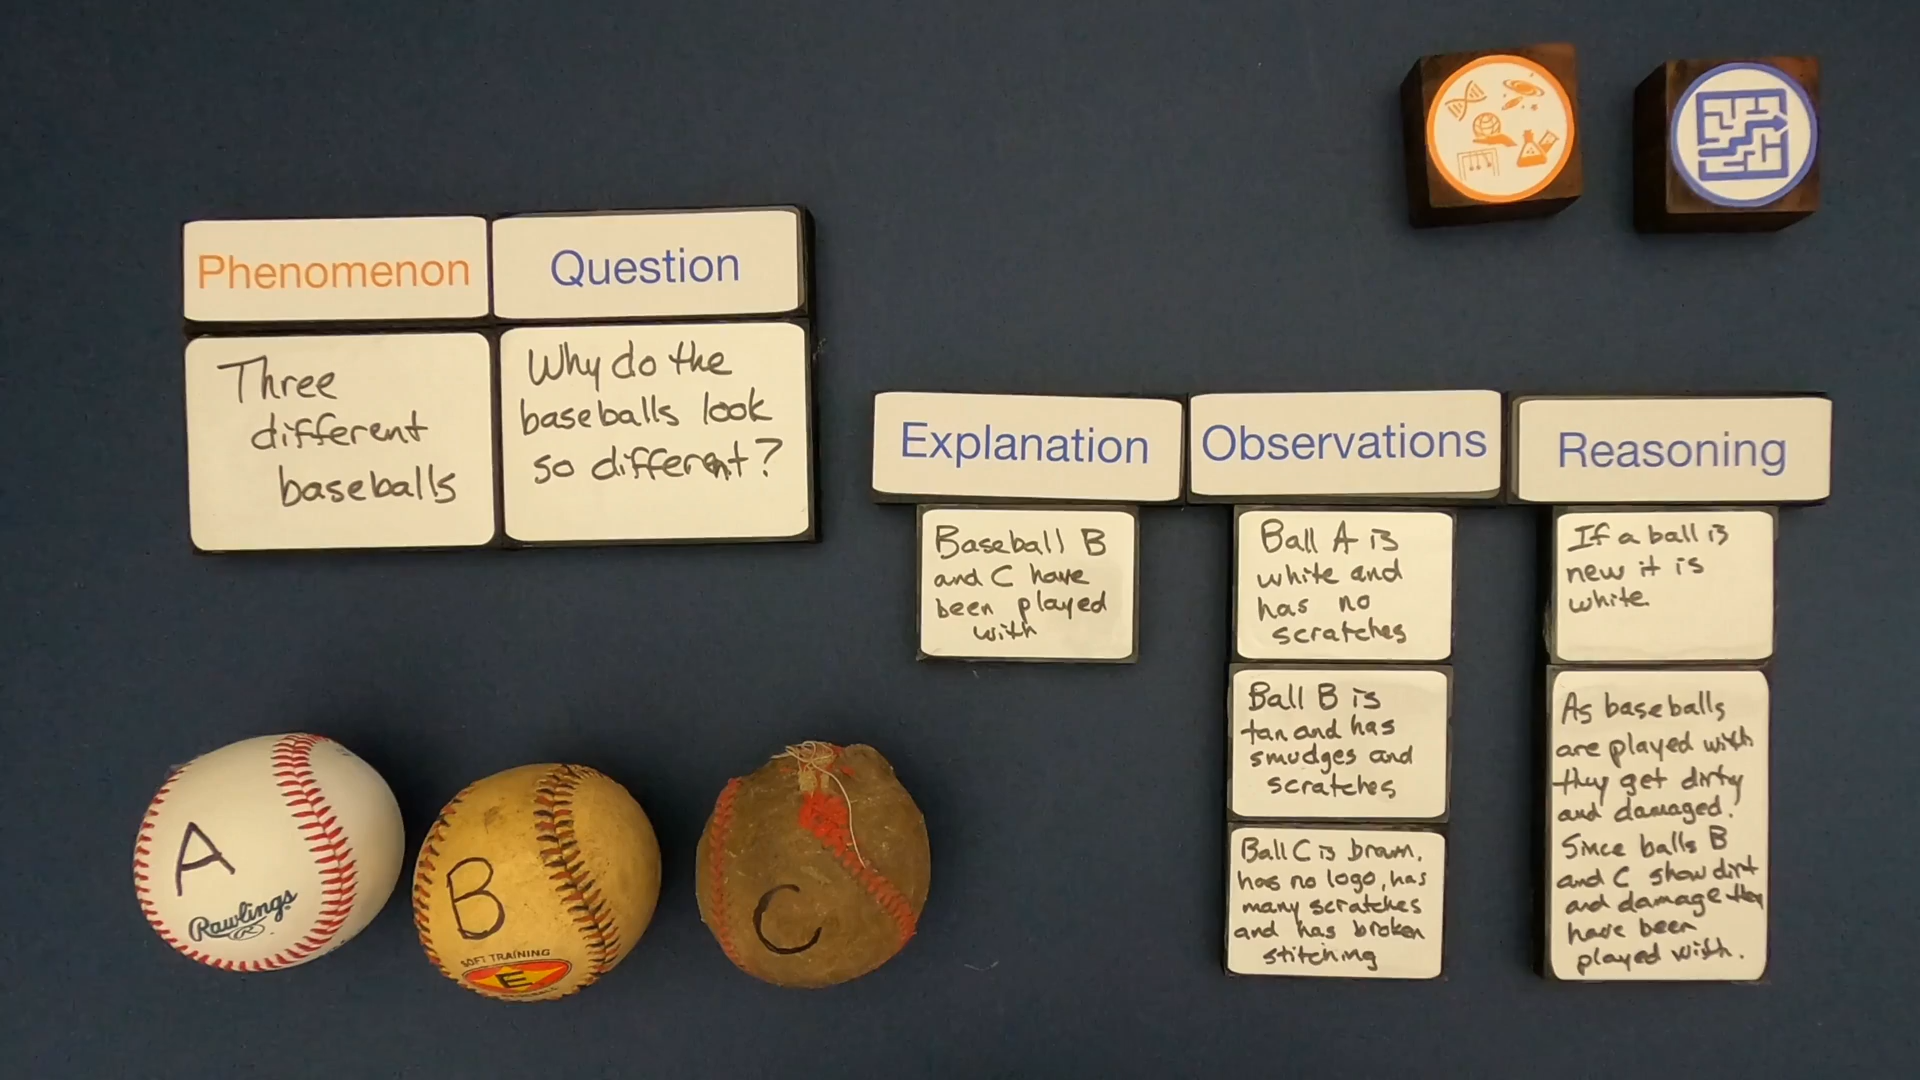 Phenomenon
Three
different
baseballs
Question
Why do the
baseballs look
so different?
Explanation
Baseball B
and C have
been played
with
Observations
Ball A is
white and
has no
scratches
Ball B is
tan and has
smudges and
scratches
Ball C is brown,
has no logo, has
many scratches
and has broken
stitching
Reasoning
If a ball is
new it is
white.
As baseballs
are played with
they get dirty
and damaged.
Since balls B
and C show dirt
and damage they
have been
played with.
A
Rawlings
R
B
SOFT TRAINING
E
BASEBALL
C